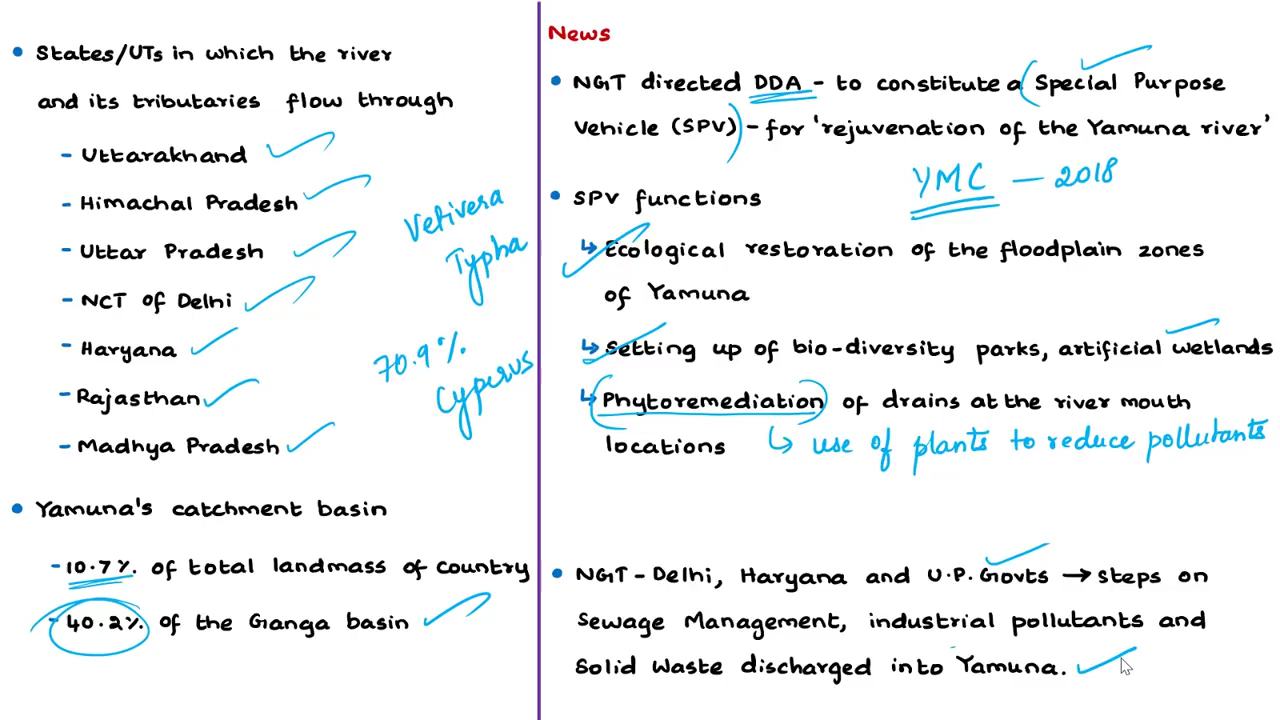 States/UTs in which the river
and its tributaries flow through
- Uttarakhand
- Himachal Pradesh
- Uttar Pradesh
- NCT of Delhi
- Haryana
- Rajasthan
- Madhya Pradesh
Vetivera
Typha
70.9%
Cyperus
Yamuna's catchment basin
- 10.7% of total landmass of country
- 40.2% of the Ganga basin
News
NGT directed DDA - to constitute a (Special Purpose
Vehicle (SPV)) - for 'rejuvenation of the Yamuna river'
YMC - 2018
SPV functions
↳ Ecological restoration of the floodplain zones
of Yamuna
↳ Setting up of bio-diversity parks, artificial wetlands
↳ (Phytoremediation) of drains at the river mouth
locations
↳ use of plants to reduce pollutants
NGT - Delhi, Haryana and U.P. Govts → steps on
Sewage Management, industrial pollutants and
Solid Waste discharged into Yamuna.